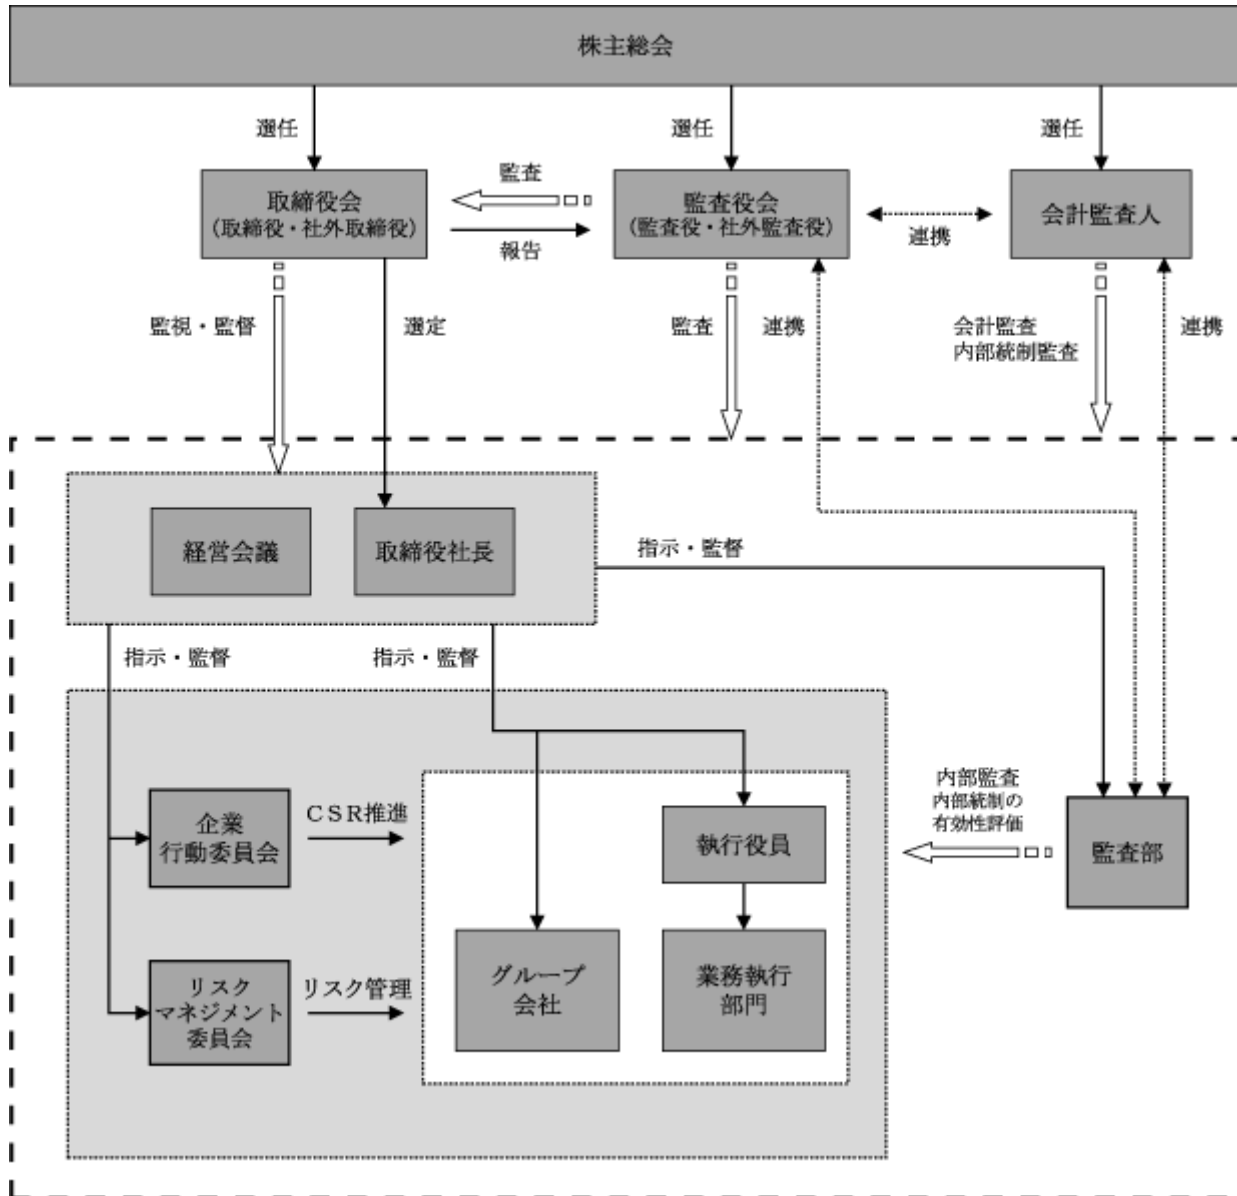 株主総会
選任
選任
選任
取締役会
(取締役・社外取締役)
監査
報告
監査役会
(監査役・社外監査役)
連携
会計監査人
監視・監督
選定
監査
連携
会計監査
内部統制監査
連携
経営会議
取締役社長
指示・監督
指示・監督
指示・監督
企業
行動委員会
CSR推進
執行役員
内部監査
内部統制の
有効性評価
監査部
リスク
マネジメント
委員会
リスク管理
グループ
会社
業務執行
部門